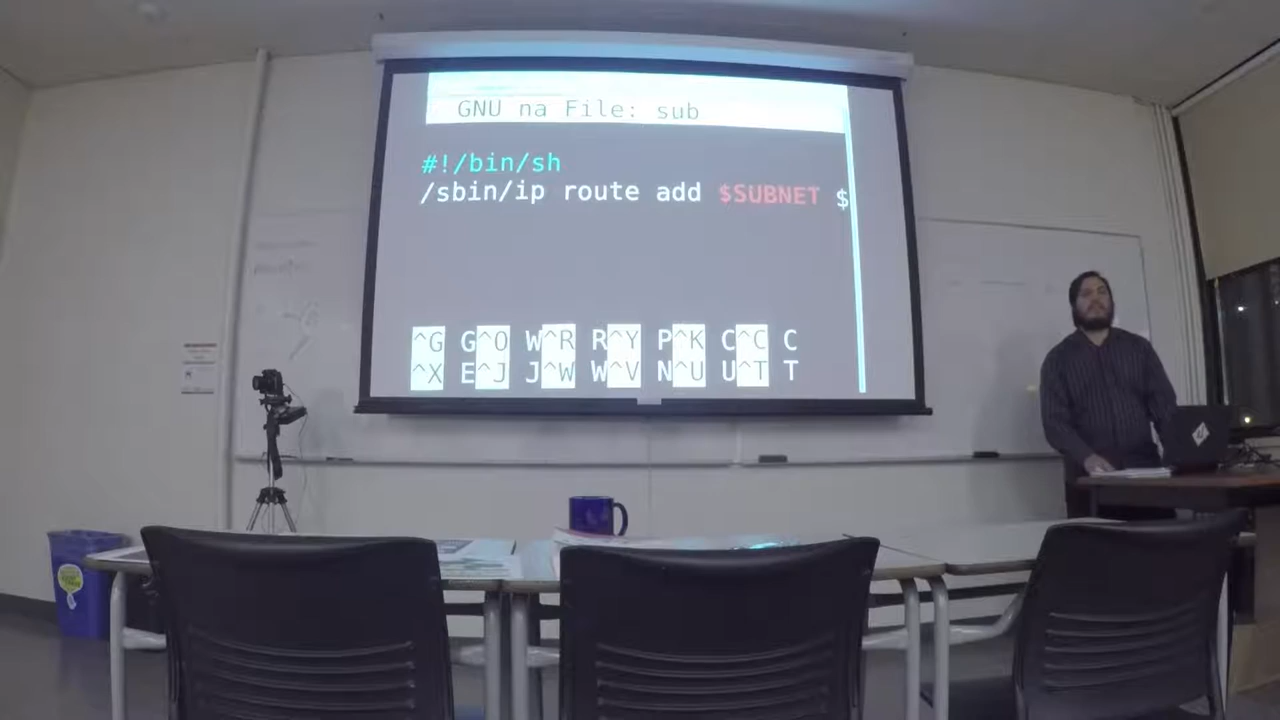 GNU na File: sub
#!/bin/sh
/sbin/ip route add $SUBNET $
^G G^O W^R R^Y P^K C^C C
^X E^J J^W W^V N^U U^T T